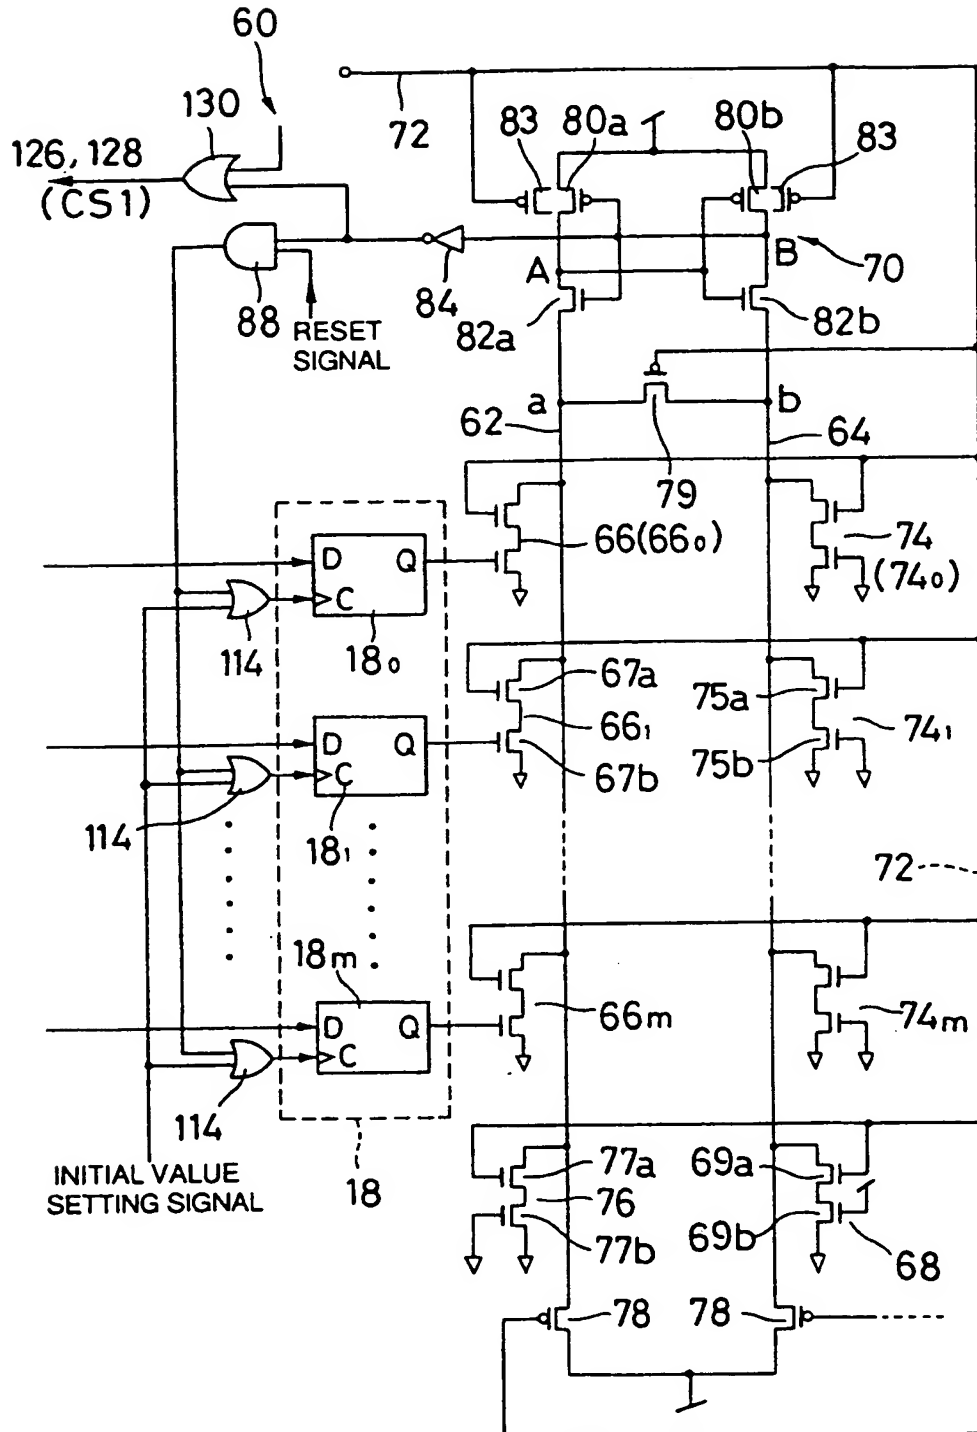 60
130
72
83
80a
80b
83
126, 128
(CS1)
A
B
70
88
84
82a
82b
RESET
SIGNAL
a
b
62
64
79
D
Q
C
18₀
66(66₀)
74
(74₀)
114
67a
66₁
67b
75a
75b
74₁
D
Q
C
18₁
114
72
18m
D
Q
C
66m
74m
114
18
INITIAL VALUE
SETTING SIGNAL
77a
76
77b
69a
69b
68
78
78